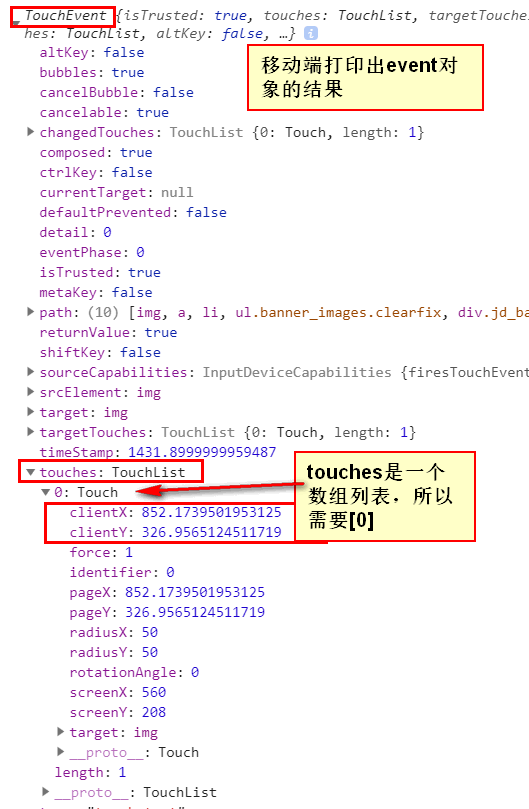 TouchEvent {isTrusted: true, touches: TouchList, targetTouche
hes: TouchList, altKey: false, …} i
altKey: false
bubbles: true
cancelBubble: false
cancelable: true
changedTouches: TouchList {0: Touch, length: 1}
composed: true
ctrlKey: false
currentTarget: null
defaultPrevented: false
detail: 0
eventPhase: 0
isTrusted: true
metaKey: false
path: (10) [img, a, li, ul.banner_images.clearfix, div.jd_ba
returnValue: true
shiftKey: false
sourceCapabilities: InputDeviceCapabilities {firesTouchEvent
srcElement: img
target: img
targetTouches: TouchList {0: Touch, length: 1}
timeStamp: 1431.8999999959487
touches: TouchList
0: Touch
clientX: 852.1739501953125
clientY: 326.9565124511719
force: 1
identifier: 0
pageX: 852.1739501953125
pageY: 326.9565124511719
radiusX: 50
radiusY: 50
rotationAngle: 0
screenX: 560
screenY: 208
target: img
__proto__: Touch
length: 1
__proto__: TouchList
移动端打印出event对
象的结果
touches是一个
数组列表，所以
需要[0]